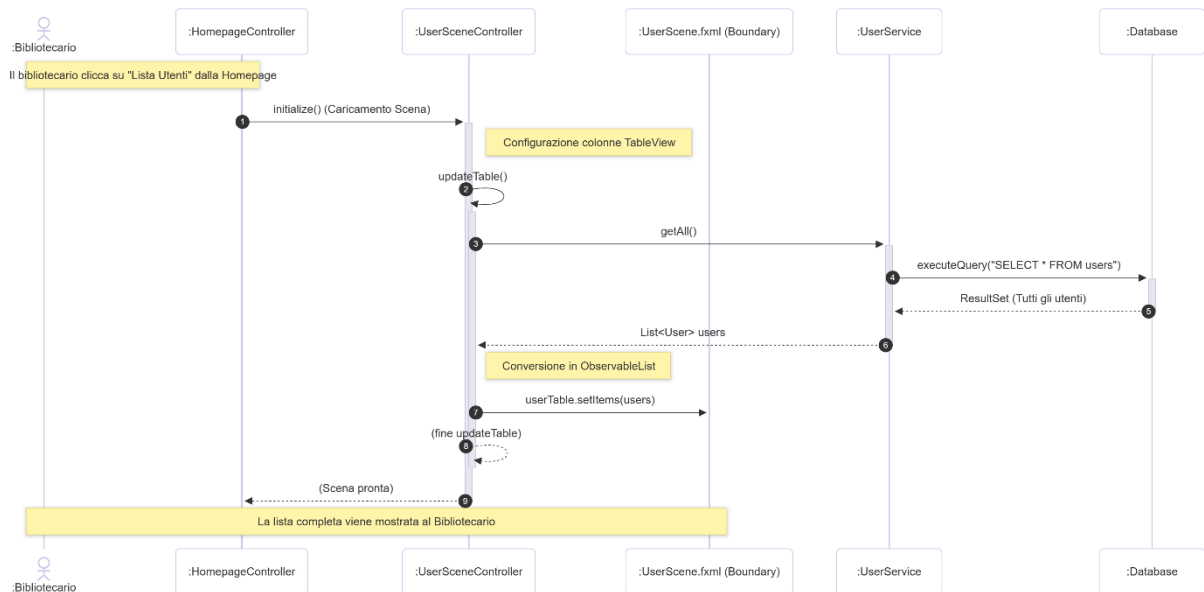 :Bibliotecario
:HomepageController
:UserSceneController
:UserScene.fxml (Boundary)
:UserService
:Database
Il bibliotecario clicca su "Lista Utenti" dalla Homepage
initialize() (Caricamento Scena)
1
Configurazione colonne TableView
updateTable()
2
getAll()
3
executeQuery("SELECT * FROM users")
4
ResultSet (Tutti gli utenti)
5
List<User> users
6
Conversione in ObservableList
userTable.setItems(users)
7
(fine updateTable)
8
(Scena pronta)
9
La lista completa viene mostrata al Bibliotecario
:Bibliotecario
:HomepageController
:UserSceneController
:UserScene.fxml (Boundary)
:UserService
:Database